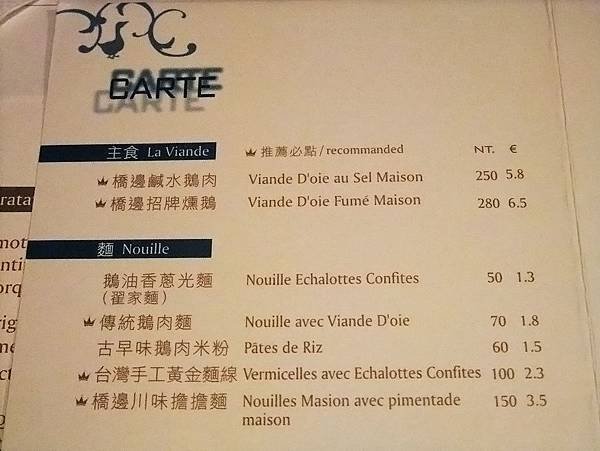 CARTE
主食 La Viande 推薦必點/recommanded NT. €
橋邊鹹水鵝肉 Viande D'oie au Sel Maison 250 5.8
橋邊招牌燻鵝 Viande D'oie Fumé Maison 280 6.5
麵 Nouille
鵝油香蔥光麵 Nouille Echalottes Confites 50 1.3
(翟家麵)
傳統鵝肉麵 Nouille avec Viande D'oie 70 1.8
古早味鵝肉米粉 Pâtes de Riz 60 1.5
台灣手工黃金麵線 Vermicelles avec Echalottes Confites 100 2.3
橋邊川味擔擔麵 Nouilles Masion avec pimentade 150 3.5
maison
rata